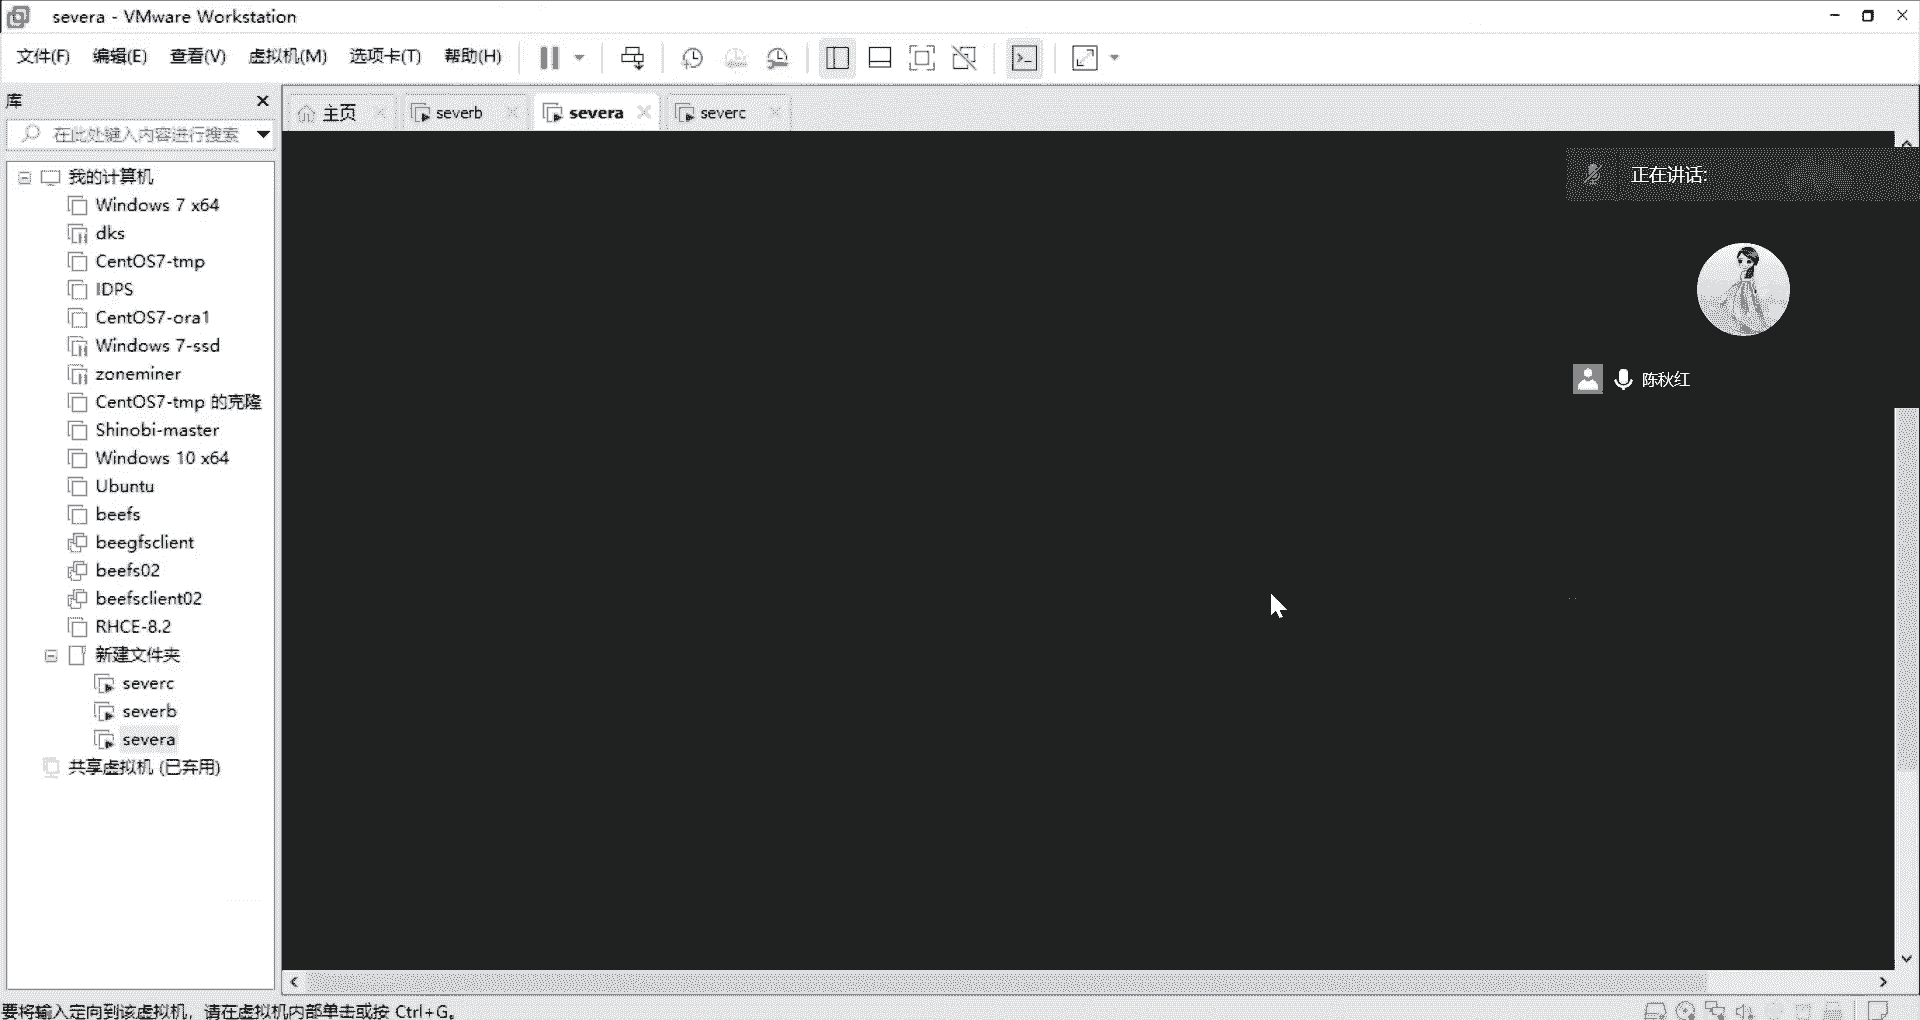 severa - VMware Workstation
文件(F) 编辑(E) 查看(V) 虚拟机(M) 选项卡(T) 帮助(H)
库
在此处键入内容进行搜索
主页 severb severa severc
我的计算机
Windows 7 x64
dks
CentOS7-tmp
IDPS
CentOS7-ora1
Windows 7-ssd
zoneminer
CentOS7-tmp 的克隆
Shinobi-master
Windows 10 x64
Ubuntu
beefs
beegfsclient
beefs02
beefsclient02
RHCE-8.2
新建文件夹
severc
severb
severa
共享虚拟机 (已弃用)
正在讲话:
陈秋红
要将输入定向到该虚拟机，请在虚拟机内部单击或按 Ctrl+G。